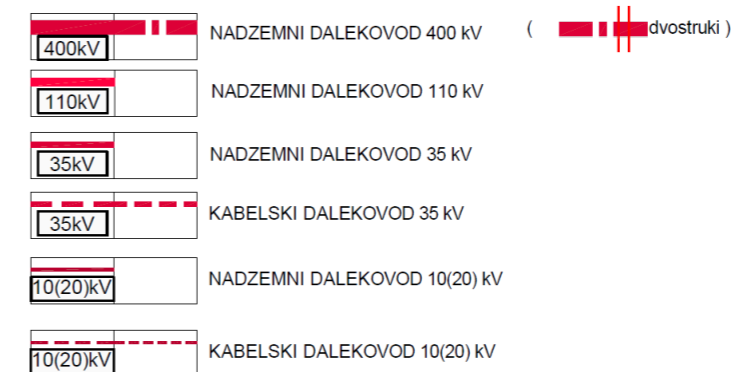 400kV NADZEMNI DALEKOVOD 400 kV ( dvostruki )
110kV NADZEMNI DALEKOVOD 110 kV
35kV NADZEMNI DALEKOVOD 35 kV
35kV KABELSKI DALEKOVOD 35 kV
10(20)kV NADZEMNI DALEKOVOD 10(20) kV
10(20)kV KABELSKI DALEKOVOD 10(20) kV